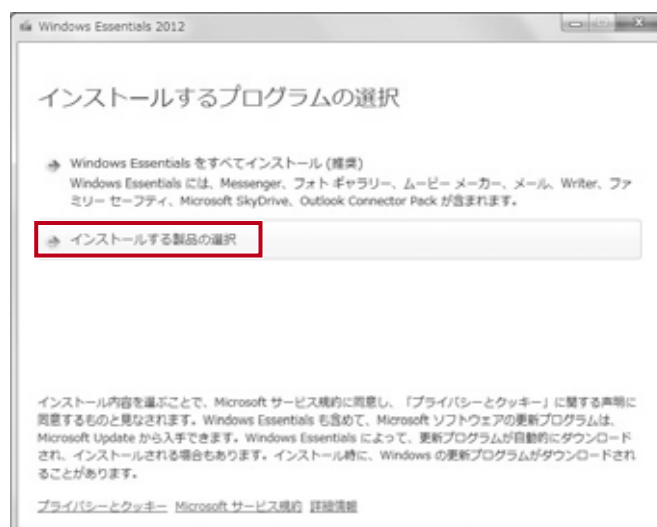 Windows Essentials 2012
インストールするプログラムの選択
Windows Essentials をすべてインストール (推奨)
Windows Essentials には、Messenger、フォト ギャラリー、ムービー メーカー、メール、Writer、ファ
ミリー セーフティ、Microsoft SkyDrive、Outlook Connector Pack が含まれます。
インストールする製品の選択
インストール内容を選ぶことで、Microsoft サービス規約に同意し、「プライバシーとクッキー」に関する声明に
同意するものと見なされます。Windows Essentials も含めて、Microsoft ソフトウェアの更新プログラムは、
Microsoft Update から入手できます。Windows Essentials によって、更新プログラムが自動的にダウンロード
され、インストールされる場合もあります。インストール時に、Windows の更新プログラムがダウンロードされ
ることがあります。
プライバシーとクッキー Microsoft サービス規約 詳細情報